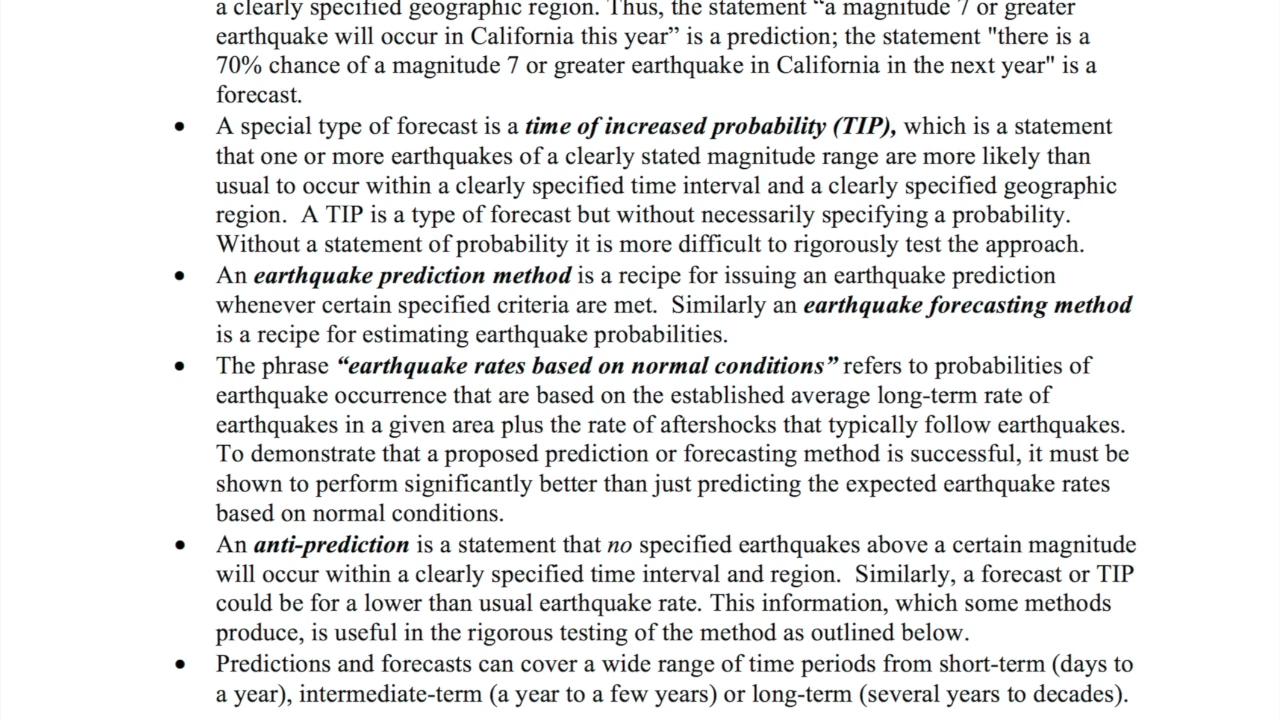 a clearly specified geographic region. Thus, the statement “a magnitude 7 or greater
earthquake will occur in California this year” is a prediction; the statement "there is a
70% chance of a magnitude 7 or greater earthquake in California in the next year" is a
forecast.
• A special type of forecast is a time of increased probability (TIP), which is a statement
that one or more earthquakes of a clearly stated magnitude range are more likely than
usual to occur within a clearly specified time interval and a clearly specified geographic
region.  A TIP is a type of forecast but without necessarily specifying a probability.
Without a statement of probability it is more difficult to rigorously test the approach.
• An earthquake prediction method is a recipe for issuing an earthquake prediction
whenever certain specified criteria are met.  Similarly an earthquake forecasting method
is a recipe for estimating earthquake probabilities.
• The phrase “earthquake rates based on normal conditions” refers to probabilities of
earthquake occurrence that are based on the established average long-term rate of
earthquakes in a given area plus the rate of aftershocks that typically follow earthquakes.
To demonstrate that a proposed prediction or forecasting method is successful, it must be
shown to perform significantly better than just predicting the expected earthquake rates
based on normal conditions.
• An anti-prediction is a statement that no specified earthquakes above a certain magnitude
will occur within a clearly specified time interval and region.  Similarly, a forecast or TIP
could be for a lower than usual earthquake rate. This information, which some methods
produce, is useful in the rigorous testing of the method as outlined below.
• Predictions and forecasts can cover a wide range of time periods from short-term (days to
a year), intermediate-term (a year to a few years) or long-term (several years to decades).